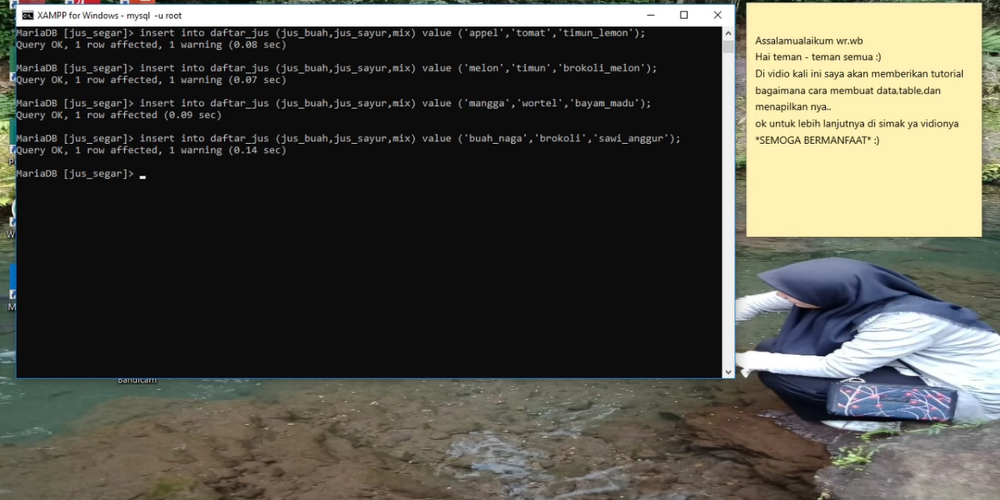 XAMPP for Windows - mysql -u root
MariaDB [jus_segar]> insert into daftar_jus (jus_buah,jus_sayur,mix) value ('appel','tomat','timun_lemon');
Query OK, 1 row affected, 1 warning (0.08 sec)
MariaDB [jus_segar]> insert into daftar_jus (jus_buah,jus_sayur,mix) value ('melon','timun','brokoli_melon');
Query OK, 1 row affected, 1 warning (0.07 sec)
MariaDB [jus_segar]> insert into daftar_jus (jus_buah,jus_sayur,mix) value ('mangga','wortel','bayam_madu');
Query OK, 1 row affected (0.09 sec)
MariaDB [jus_segar]> insert into daftar_jus (jus_buah,jus_sayur,mix) value ('buah_naga','brokoli','sawi_anggur');
Query OK, 1 row affected, 1 warning (0.14 sec)
MariaDB [jus_segar]>
Bandicam
Assalamualaikum wr.wb
Hai teman - teman semua :)
Di vidio kali ini saya akan memberikan tutorial
bagaimana cara membuat data,table,dan
menapilkan nya..
ok untuk lebih lanjutnya di simak ya vidionya
*SEMOGA BERMANFAAT* :)